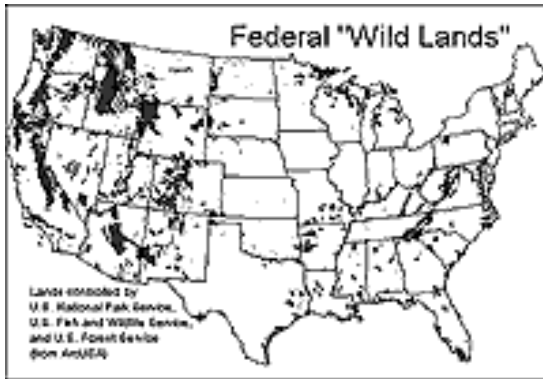 Federal "Wild Lands"
Lands controlled by
U.S. National Park Service,
U.S. Fish and Wildlife Service,
and U.S. Forest Service
(from ArcUSA)